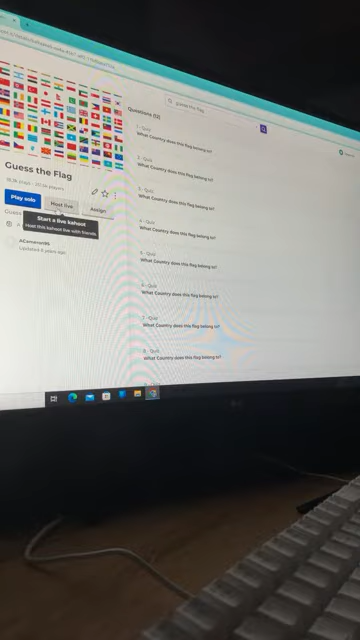 guess the flag
Questions (12)
Guess the Flag
Play solo
Host live
Assign
Start a live kahoot
Host this kahoot live with friends
ACameron95
1 - Quiz
What Country does this flag belong to?
2 - Quiz
What Country does this flag belong to?
3 - Quiz
What Country does this flag belong to?
4 - Quiz
What Country does this flag belong to?
5 - Quiz
What Country does this flag belong to?
6 - Quiz
What Country does this flag belong to?
7 - Quiz
What Country does this flag belong to?
8 - Quiz
What Country does this flag belong to?